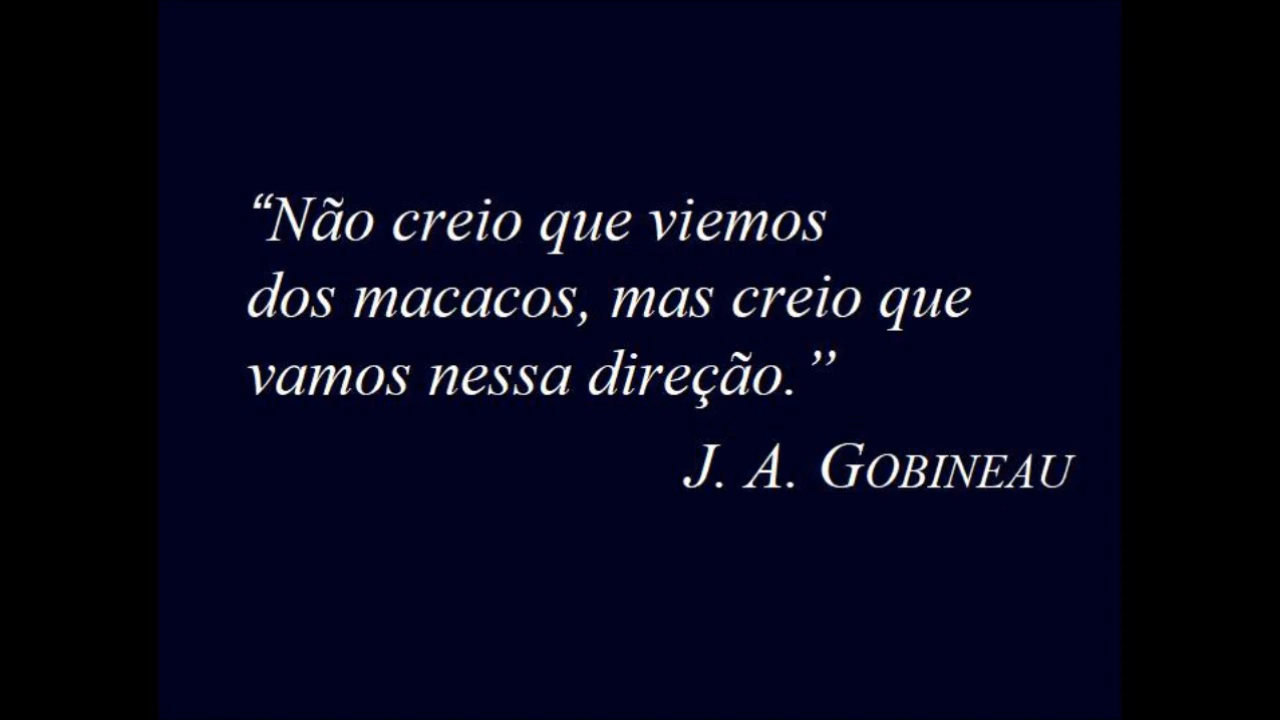 “Não creio que viemos
dos macacos, mas creio que
vamos nessa direção.”
J. A. GOBINEAU